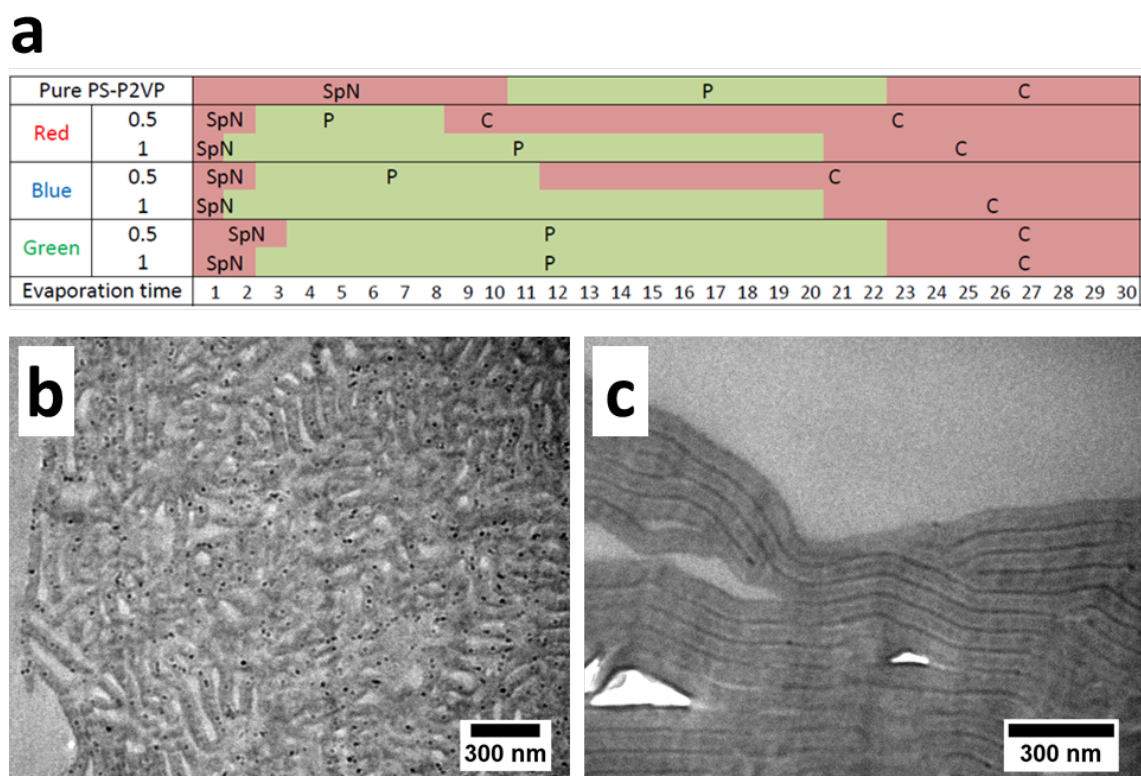 a
Pure PS-P2VP SpN P C
Red 0.5 SpN P C C
1 SpN P C
Blue 0.5 SpN P C
1 SpN C
Green 0.5 SpN P C
1 SpN P C
Evaporation time 1 2 3 4 5 6 7 8 9 10 11 12 13 14 15 16 17 18 19 20 21 22 23 24 25 26 27 28 29 30
b
300 nm
c
300 nm